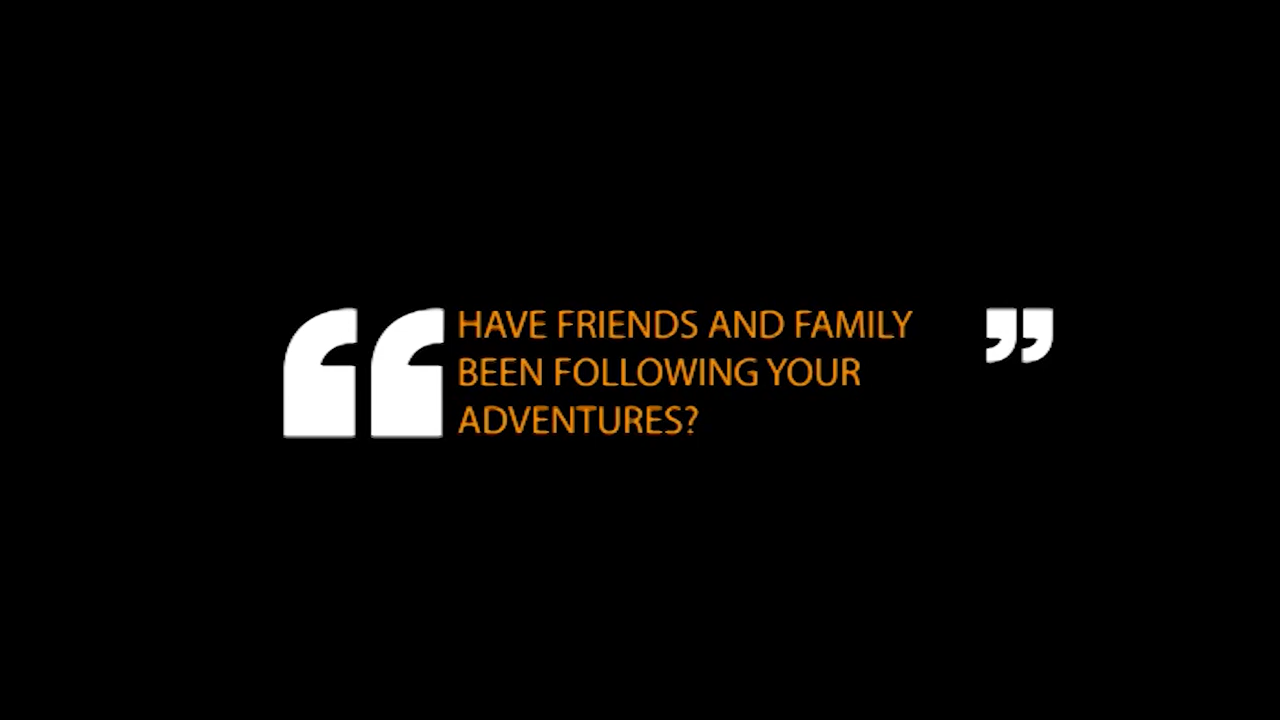 “HAVE FRIENDS AND FAMILY”
BEEN FOLLOWING YOUR
ADVENTURES?